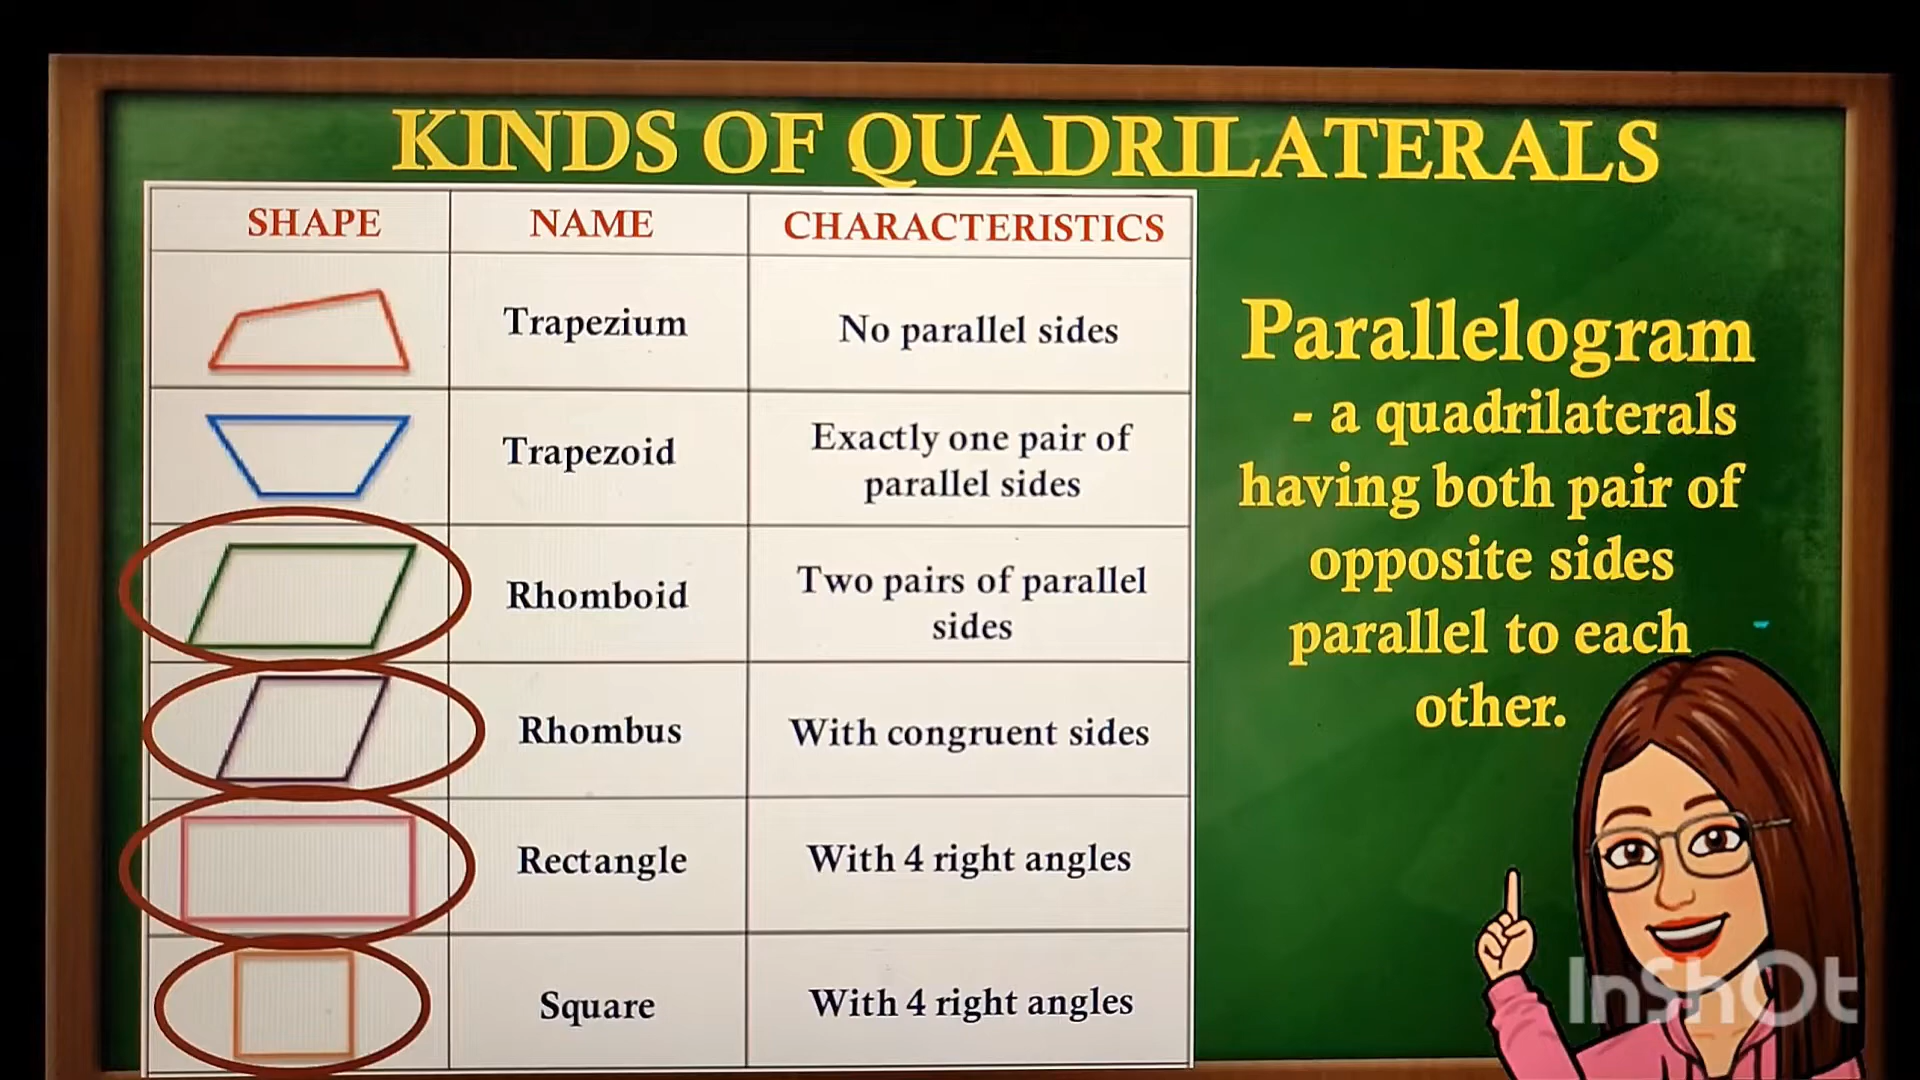 KINDS OF QUADRILATERALS
SHAPE NAME CHARACTERISTICS
Trapezium No parallel sides
Trapezoid Exactly one pair of
parallel sides
Rhomboid Two pairs of parallel
sides
Rhombus With congruent sides
Rectangle With 4 right angles
Square With 4 right angles
Parallelogram
- a quadrilaterals
having both pair of
opposite sides
parallel to each
other.
InShOt